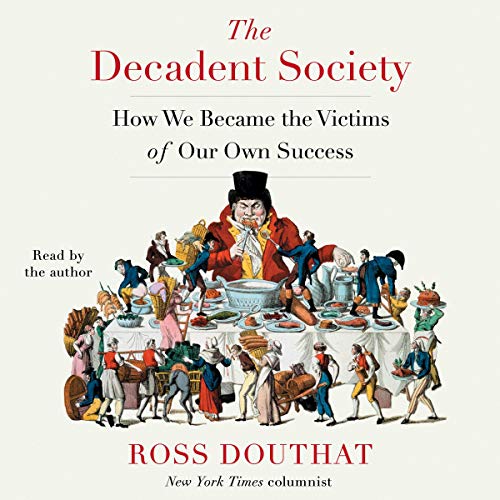 The
Decadent Society
How We Became the Victims
of Our Own Success
Read by
the author
ROSS DOUTHAT
New York Times columnist